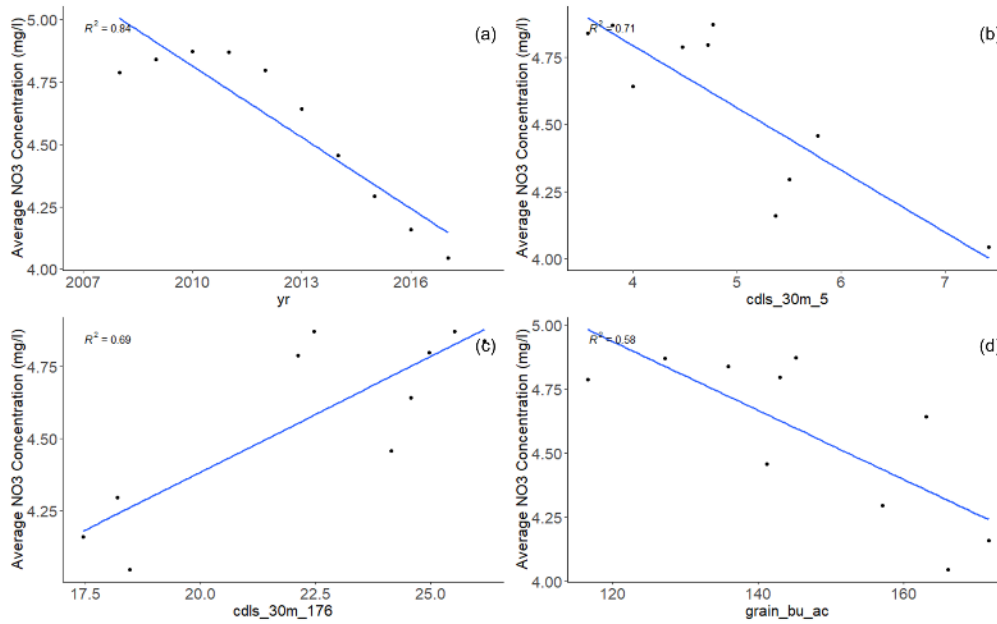 5.00
4.75
4.50
4.25
4.00
Average NO3 Concentration (mg/l)
R² = 0.84
(a)
2007 2010 2013 2016
yr
4.75
4.50
4.25
4.00
Average NO3 Concentration (mg/l)
R² = 0.71
(b)
4 5 6 7
cdls_30m_5
4.75
4.50
4.25
Average NO3 Concentration (mg/l)
R² = 0.69
(c)
17.5 20.0 22.5 25.0
cdls_30m_176
5.00
4.75
4.50
4.25
4.00
Average NO3 Concentration (mg/l)
R² = 0.58
(d)
120 140 160
grain_bu_ac